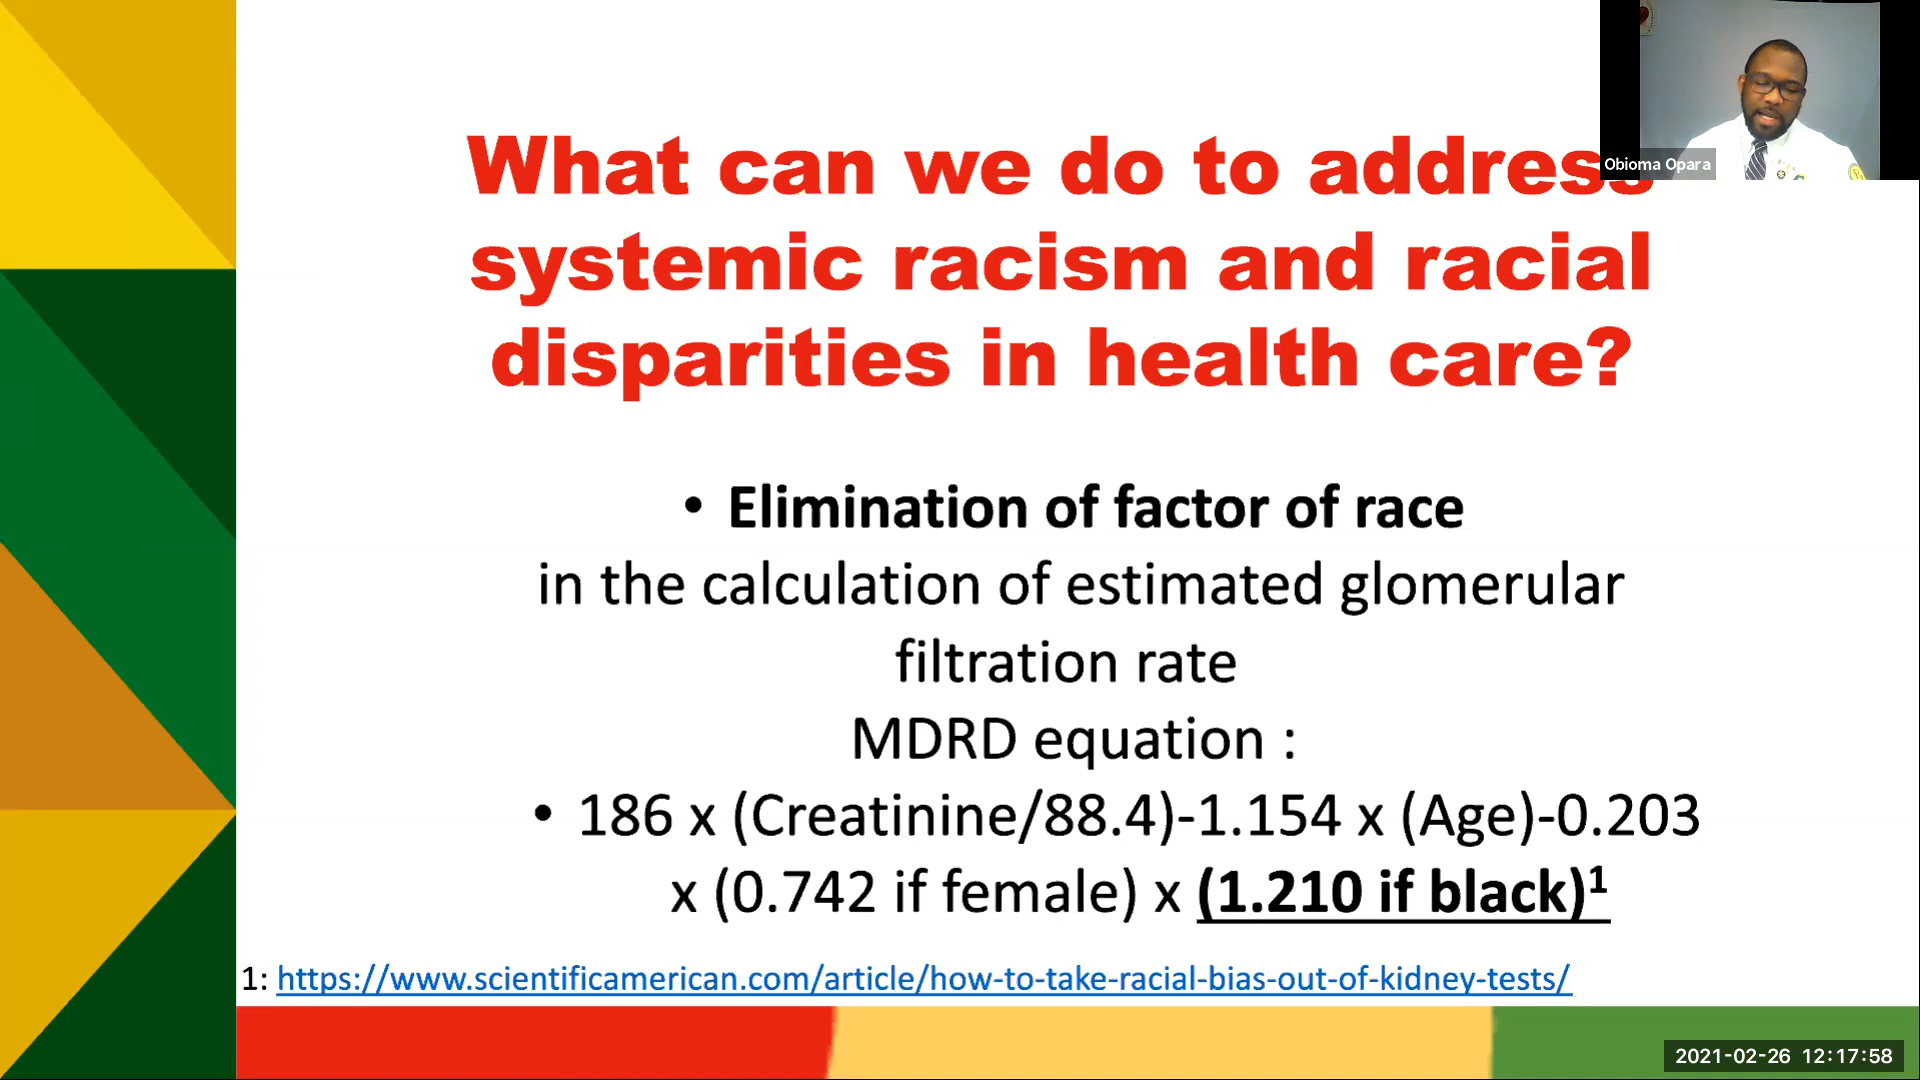 What can we do to address
systemic racism and racial
disparities in health care?
Obioma Opara
• Elimination of factor of race
in the calculation of estimated glomerular
filtration rate
MDRD equation :
• 186 x (Creatinine/88.4)-1.154 x (Age)-0.203
x (0.742 if female) x (1.210 if black)¹
1: https://www.scientificamerican.com/article/how-to-take-racial-bias-out-of-kidney-tests/
2021-02-26 12:17:58